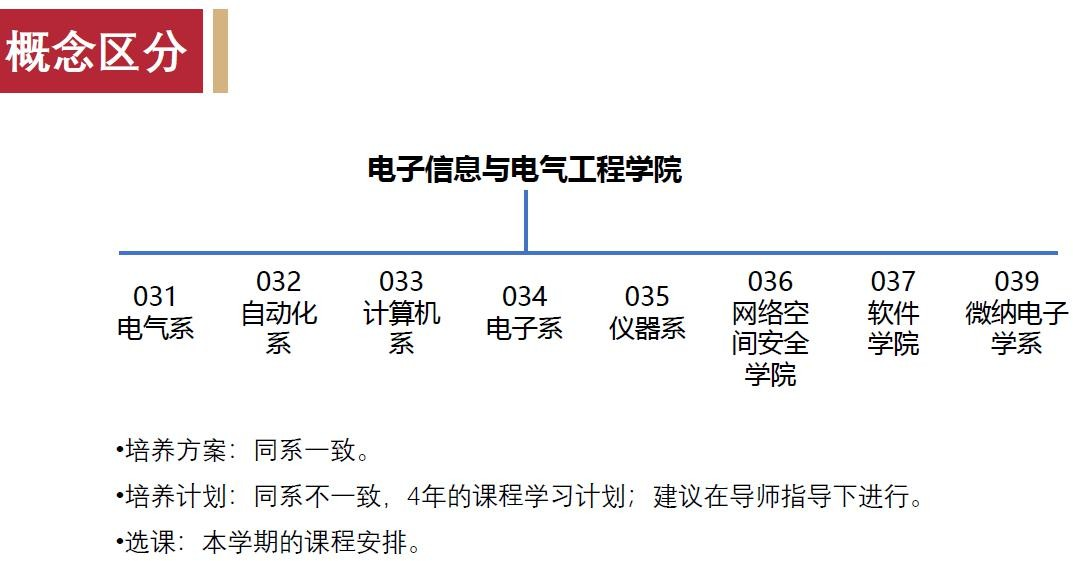 概念区分
电子信息与电气工程学院
031
电气系
032
自动化
系
033
计算机
系
034
电子系
035
仪器系
036
网络空
间安全
学院
037
软件
学院
039
微纳电子
学系
•培养方案：同系一致。
•培养计划：同系不一致，4年的课程学习计划；建议在导师指导下进行。
•选课：本学期的课程安排。